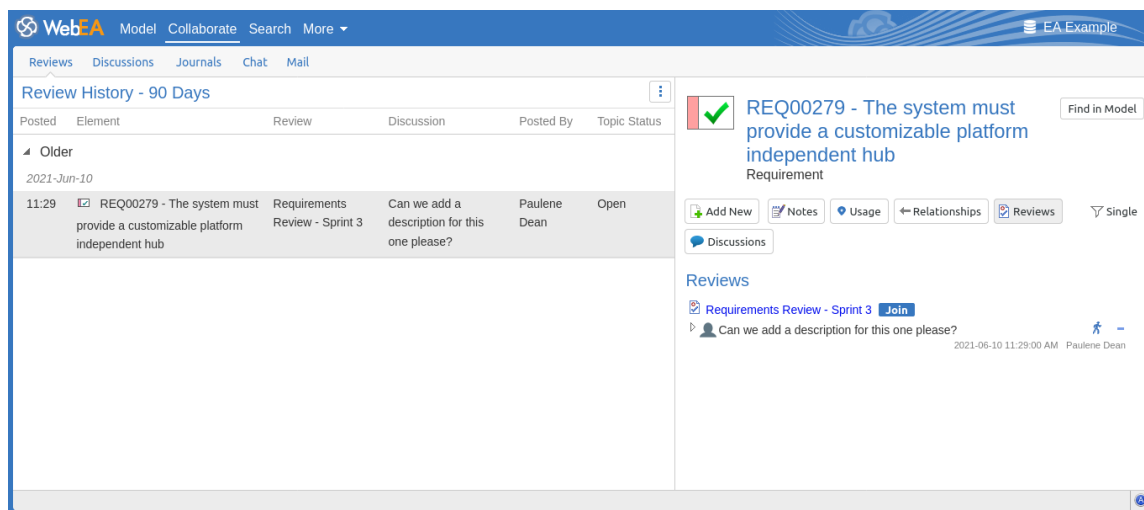 WebEA Model Collaborate Search More EA Example
Reviews Discussions Journals Chat Mail
Review History - 90 Days
Posted Element Review Discussion Posted By Topic Status
Older
2021-Jun-10
11:29 REQ00279 - The system must Requirements Can we add a Paulene Open
provide a customizable platform Review - Sprint 3 description for this Dean
independent hub one please?
REQ00279 - The system must Find in Model
provide a customizable platform
independent hub
Requirement
Add New Notes Usage Relationships Reviews Single
Discussions
Reviews
Requirements Review - Sprint 3 Join
Can we add a description for this one please?
2021-06-10 11:29:00 AM Paulene Dean